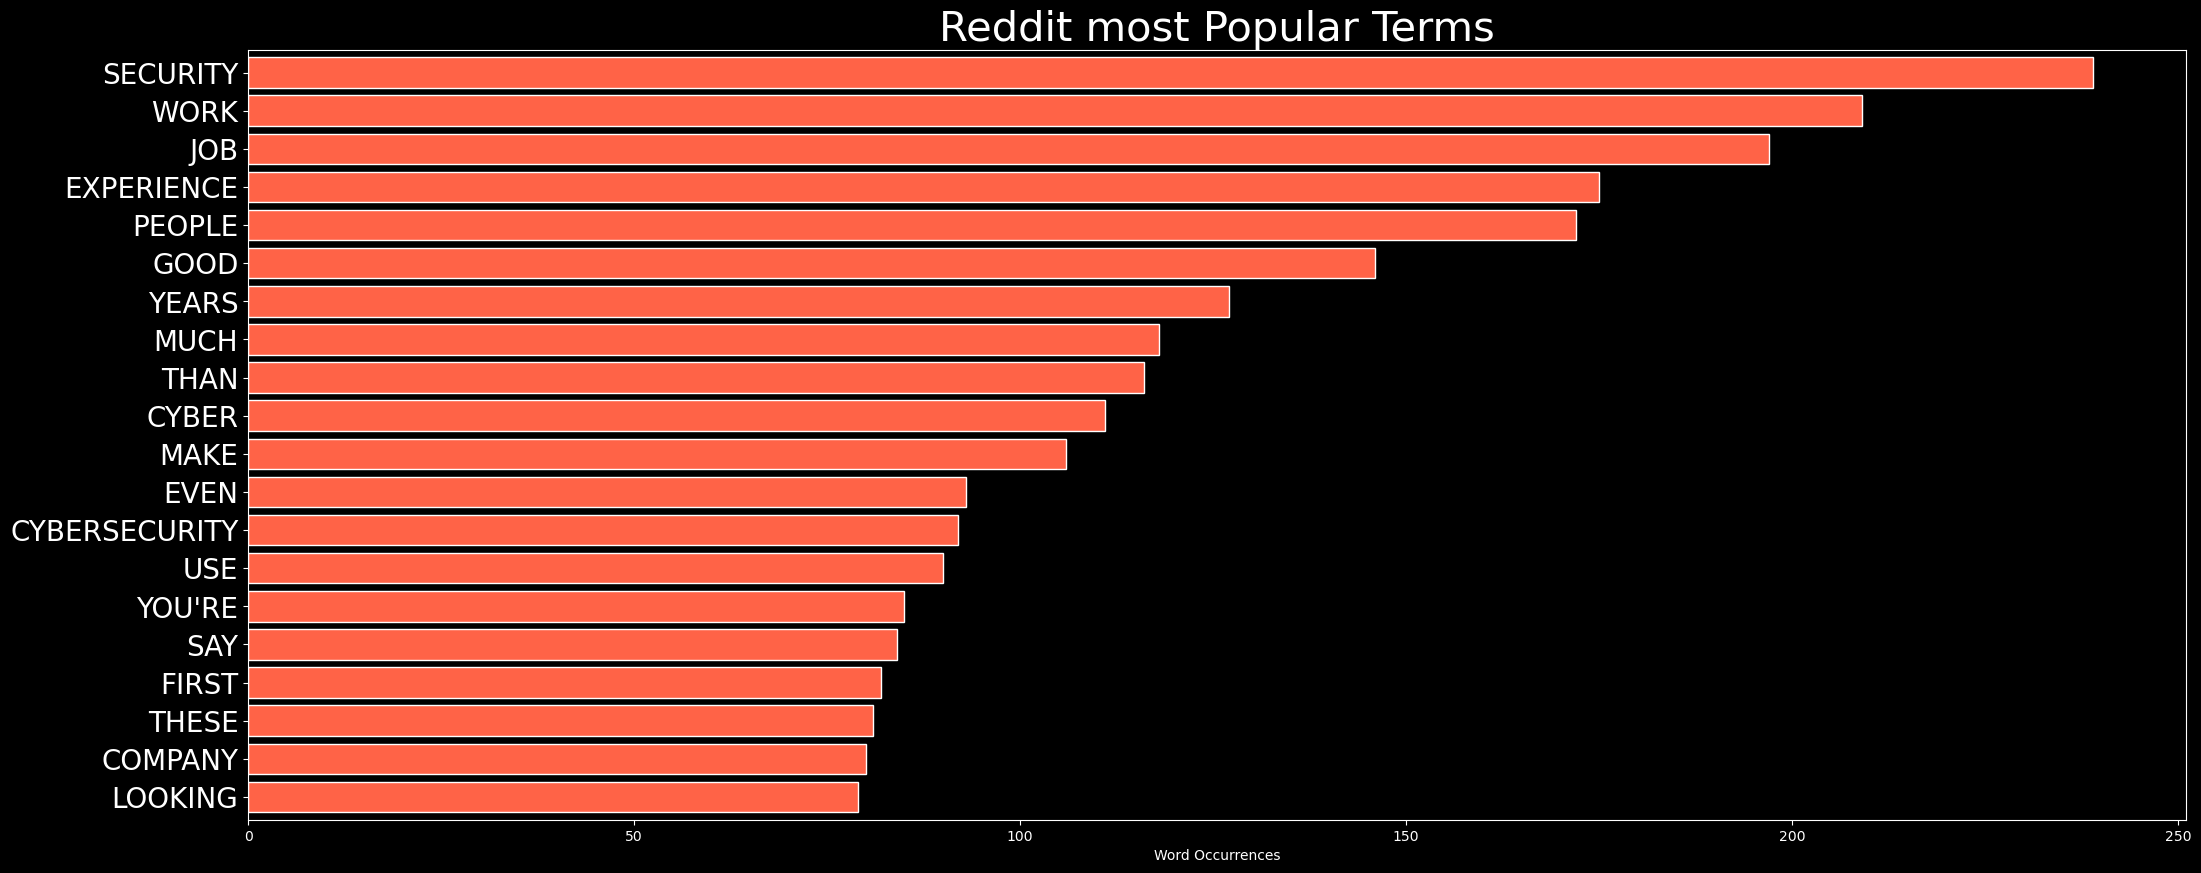 Reddit most Popular Terms
SECURITY
WORK
JOB
EXPERIENCE
PEOPLE
GOOD
YEARS
MUCH
THAN
CYBER
MAKE
EVEN
CYBERSECURITY
USE
YOU'RE
SAY
FIRST
THESE
COMPANY
LOOKING
0 50 100 150 200 250
Word Occurrences